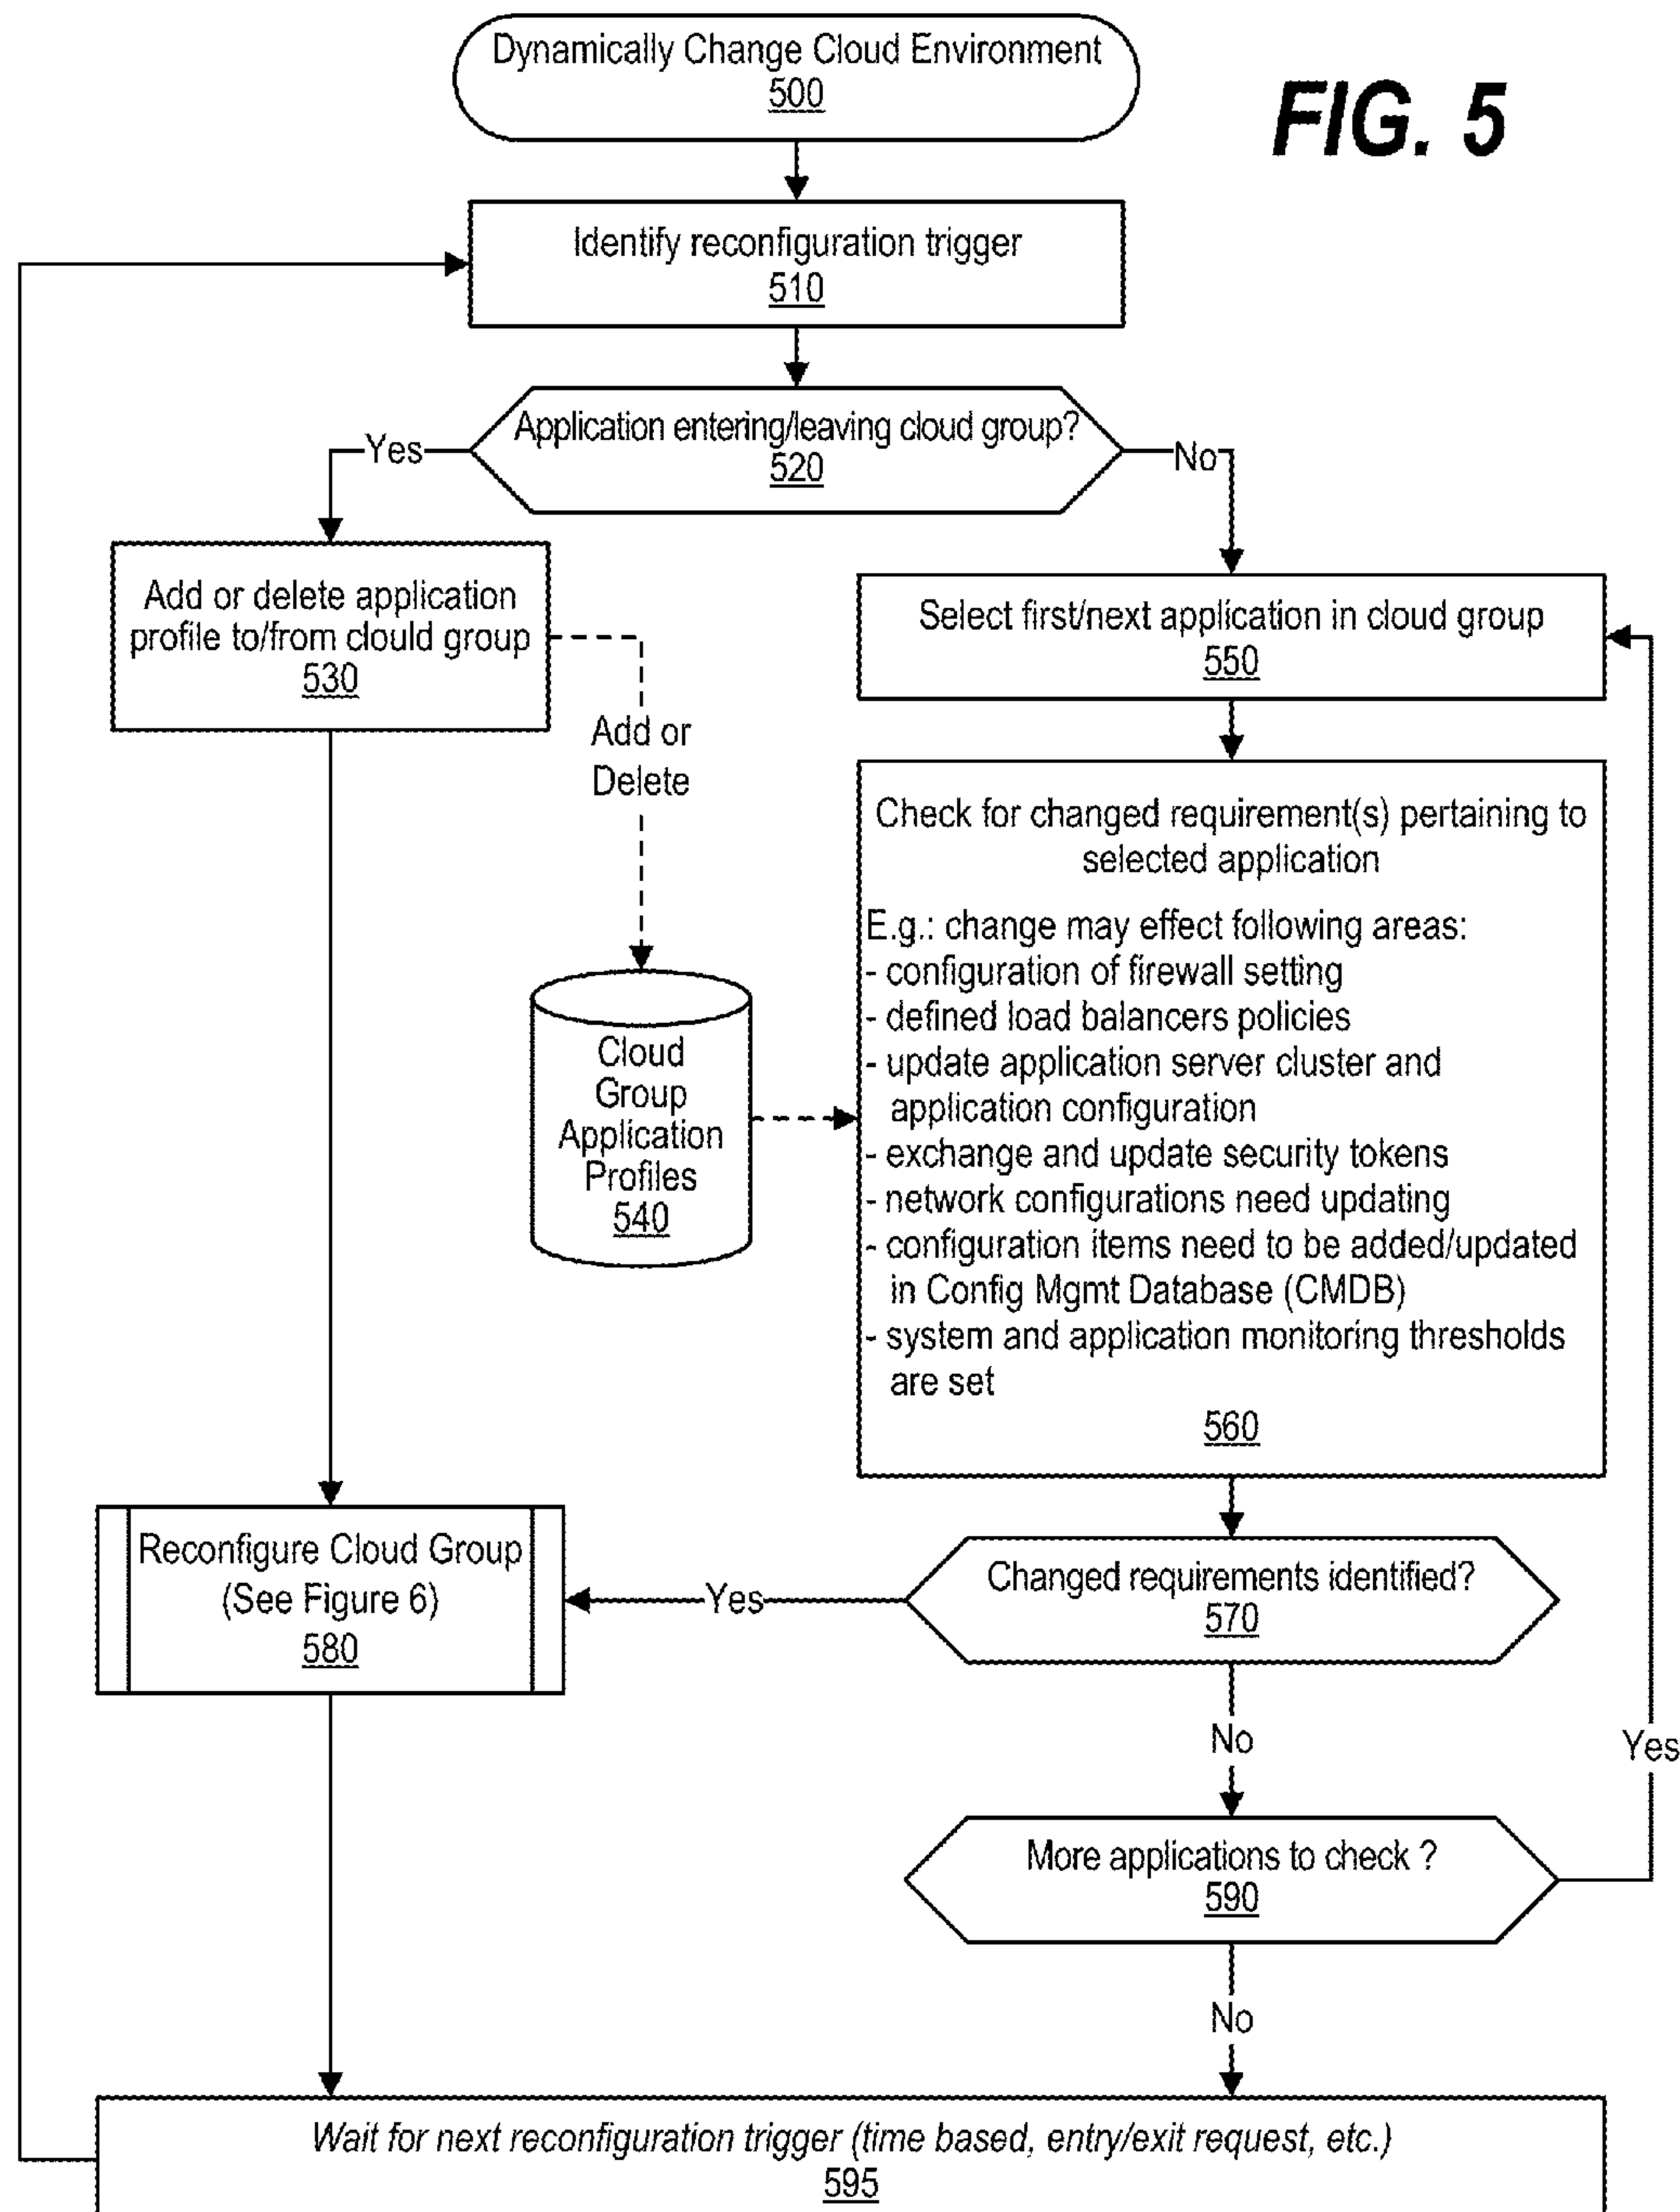 Dynamically Change Cloud Environment
500
FIG. 5
Identify reconfiguration trigger
510
Application entering/leaving cloud group?
520
Yes
No
Add or delete application
profile to/from clould group
530
Add or
Delete
Cloud
Group
Application
Profiles
540
Select first/next application in cloud group
550
Check for changed requirement(s) pertaining to
selected application
E.g.: change may effect following areas:
- configuration of firewall setting
- defined load balancers policies
- update application server cluster and
application configuration
- exchange and update security tokens
- network configurations need updating
- configuration items need to be added/updated
in Config Mgmt Database (CMDB)
- system and application monitoring thresholds
are set
560
Reconfigure Cloud Group
(See Figure 6)
580
Yes
Changed requirements identified?
570
No
Yes
More applications to check ?
590
No
Wait for next reconfiguration trigger (time based, entry/exit request, etc.)
595